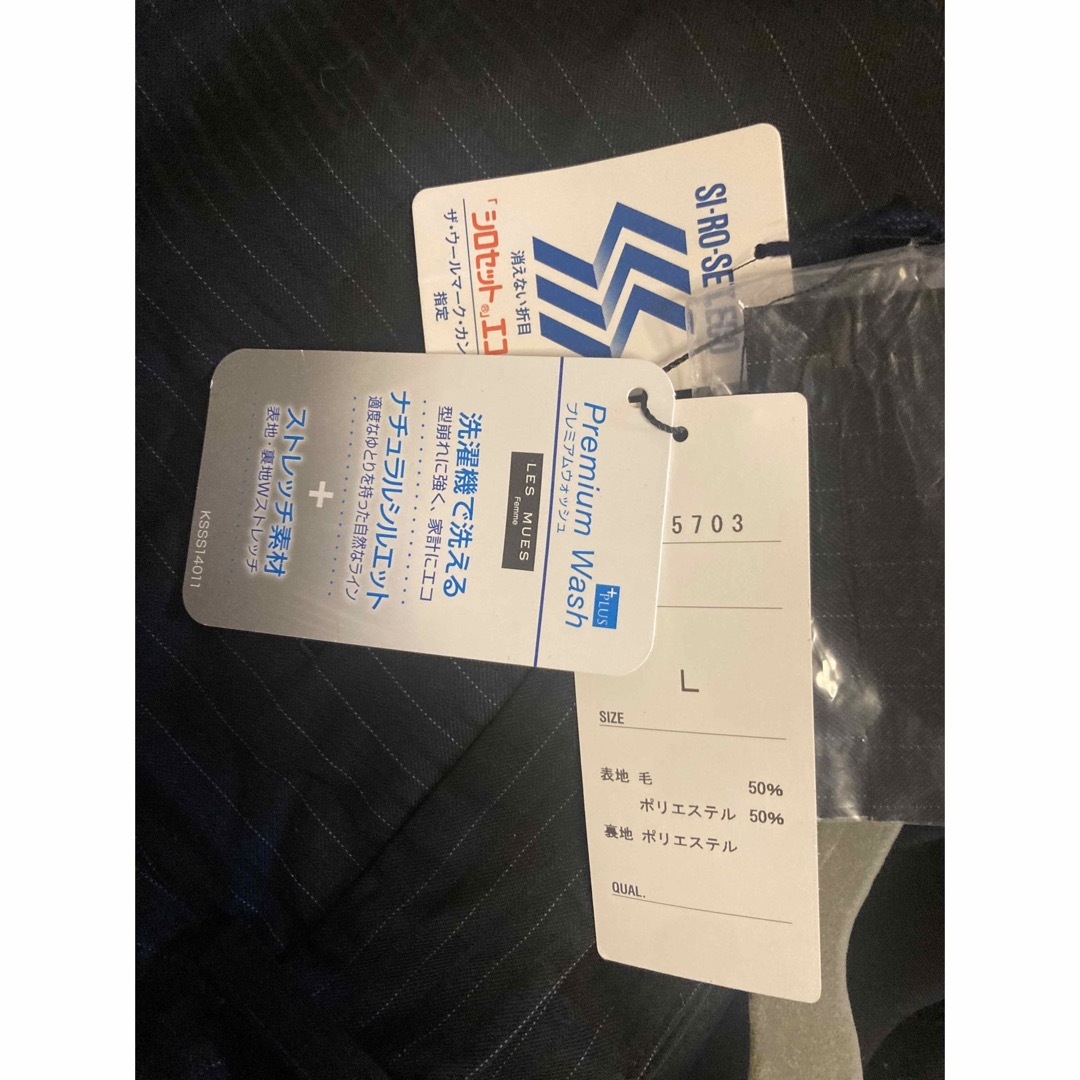 SI-RO-SET
消えない折目
「シロセット®」エコ
ザ・ウールマーク・カン
指定
Premium Wash
+PLUS
プレミアムウォッシュ
LES MUES
Femme
洗濯機で洗える
型崩れに強く、家計にエコ
ナチュラルシルエット
適度なゆとりを持った自然なライン
+
ストレッチ素材
表地・裏地Wストレッチ
KSSS14011
5703
L
SIZE
表地 毛 50%
ポリエステル 50%
裏地 ポリエステル
QUAL.